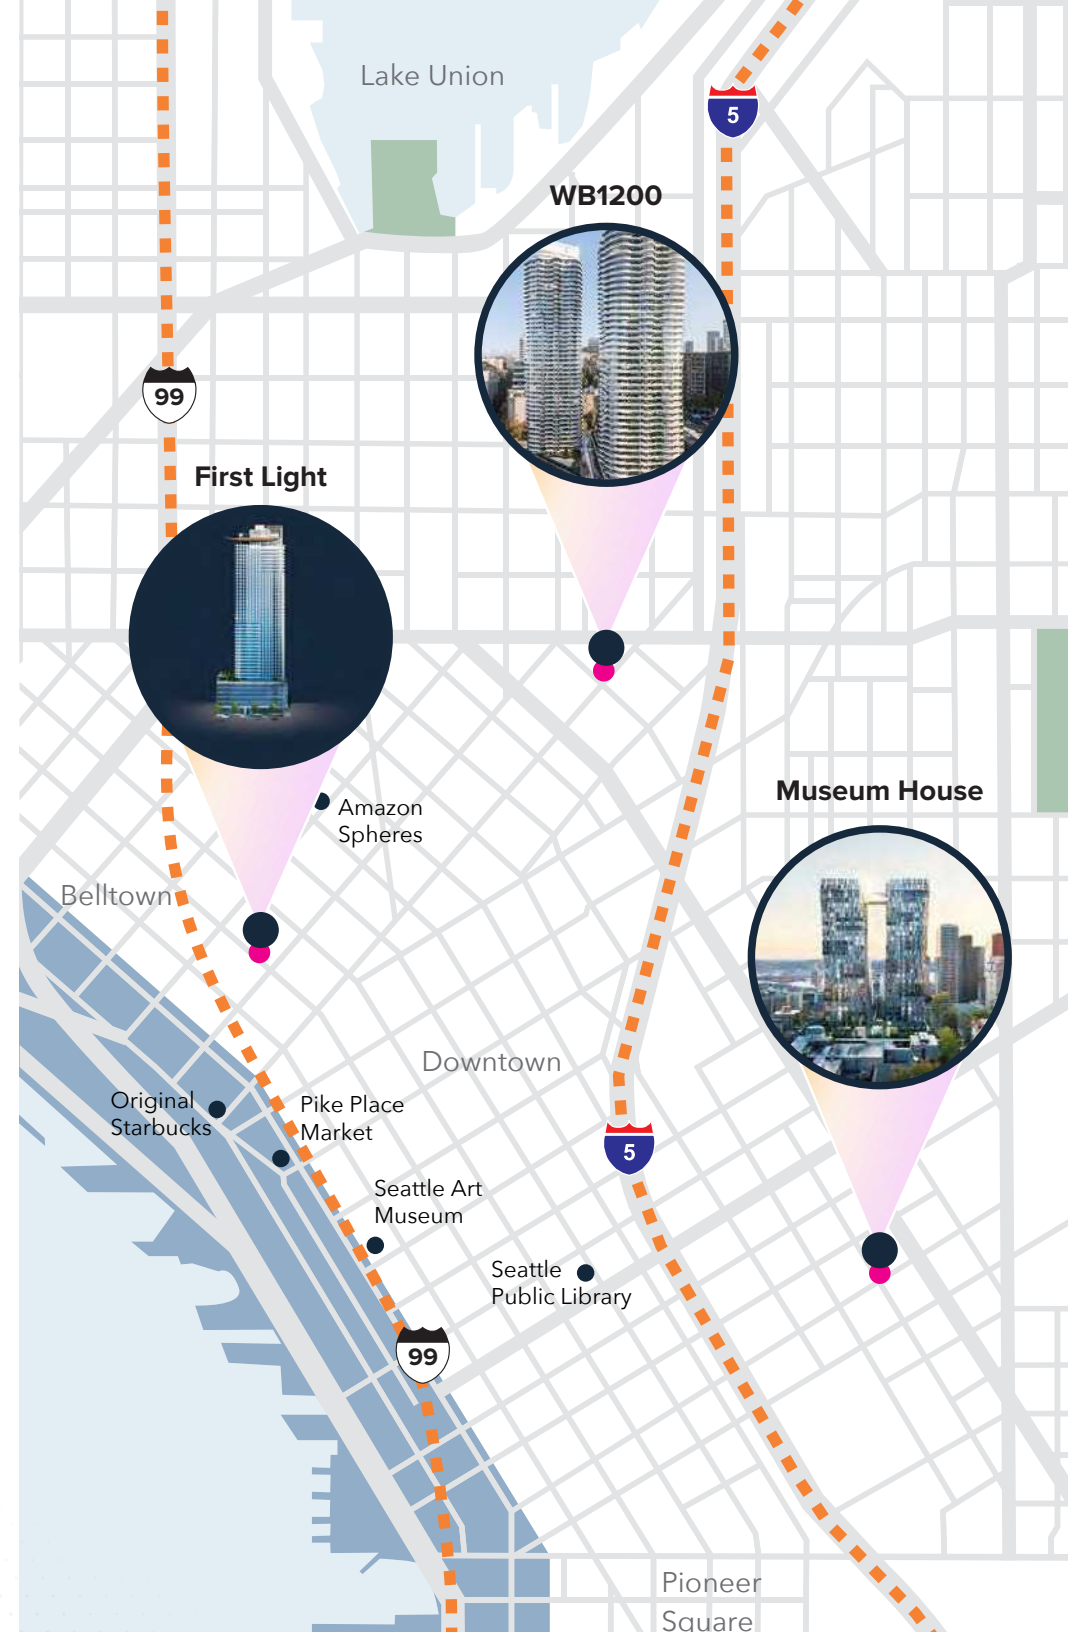 Lake Union
5
WB1200
99
First Light
Amazon
Spheres
Museum House
Belltown
Downtown
Original
Starbucks
Pike Place
Market
5
Seattle Art
Museum
Seattle
Public Library
99
Pioneer
Square